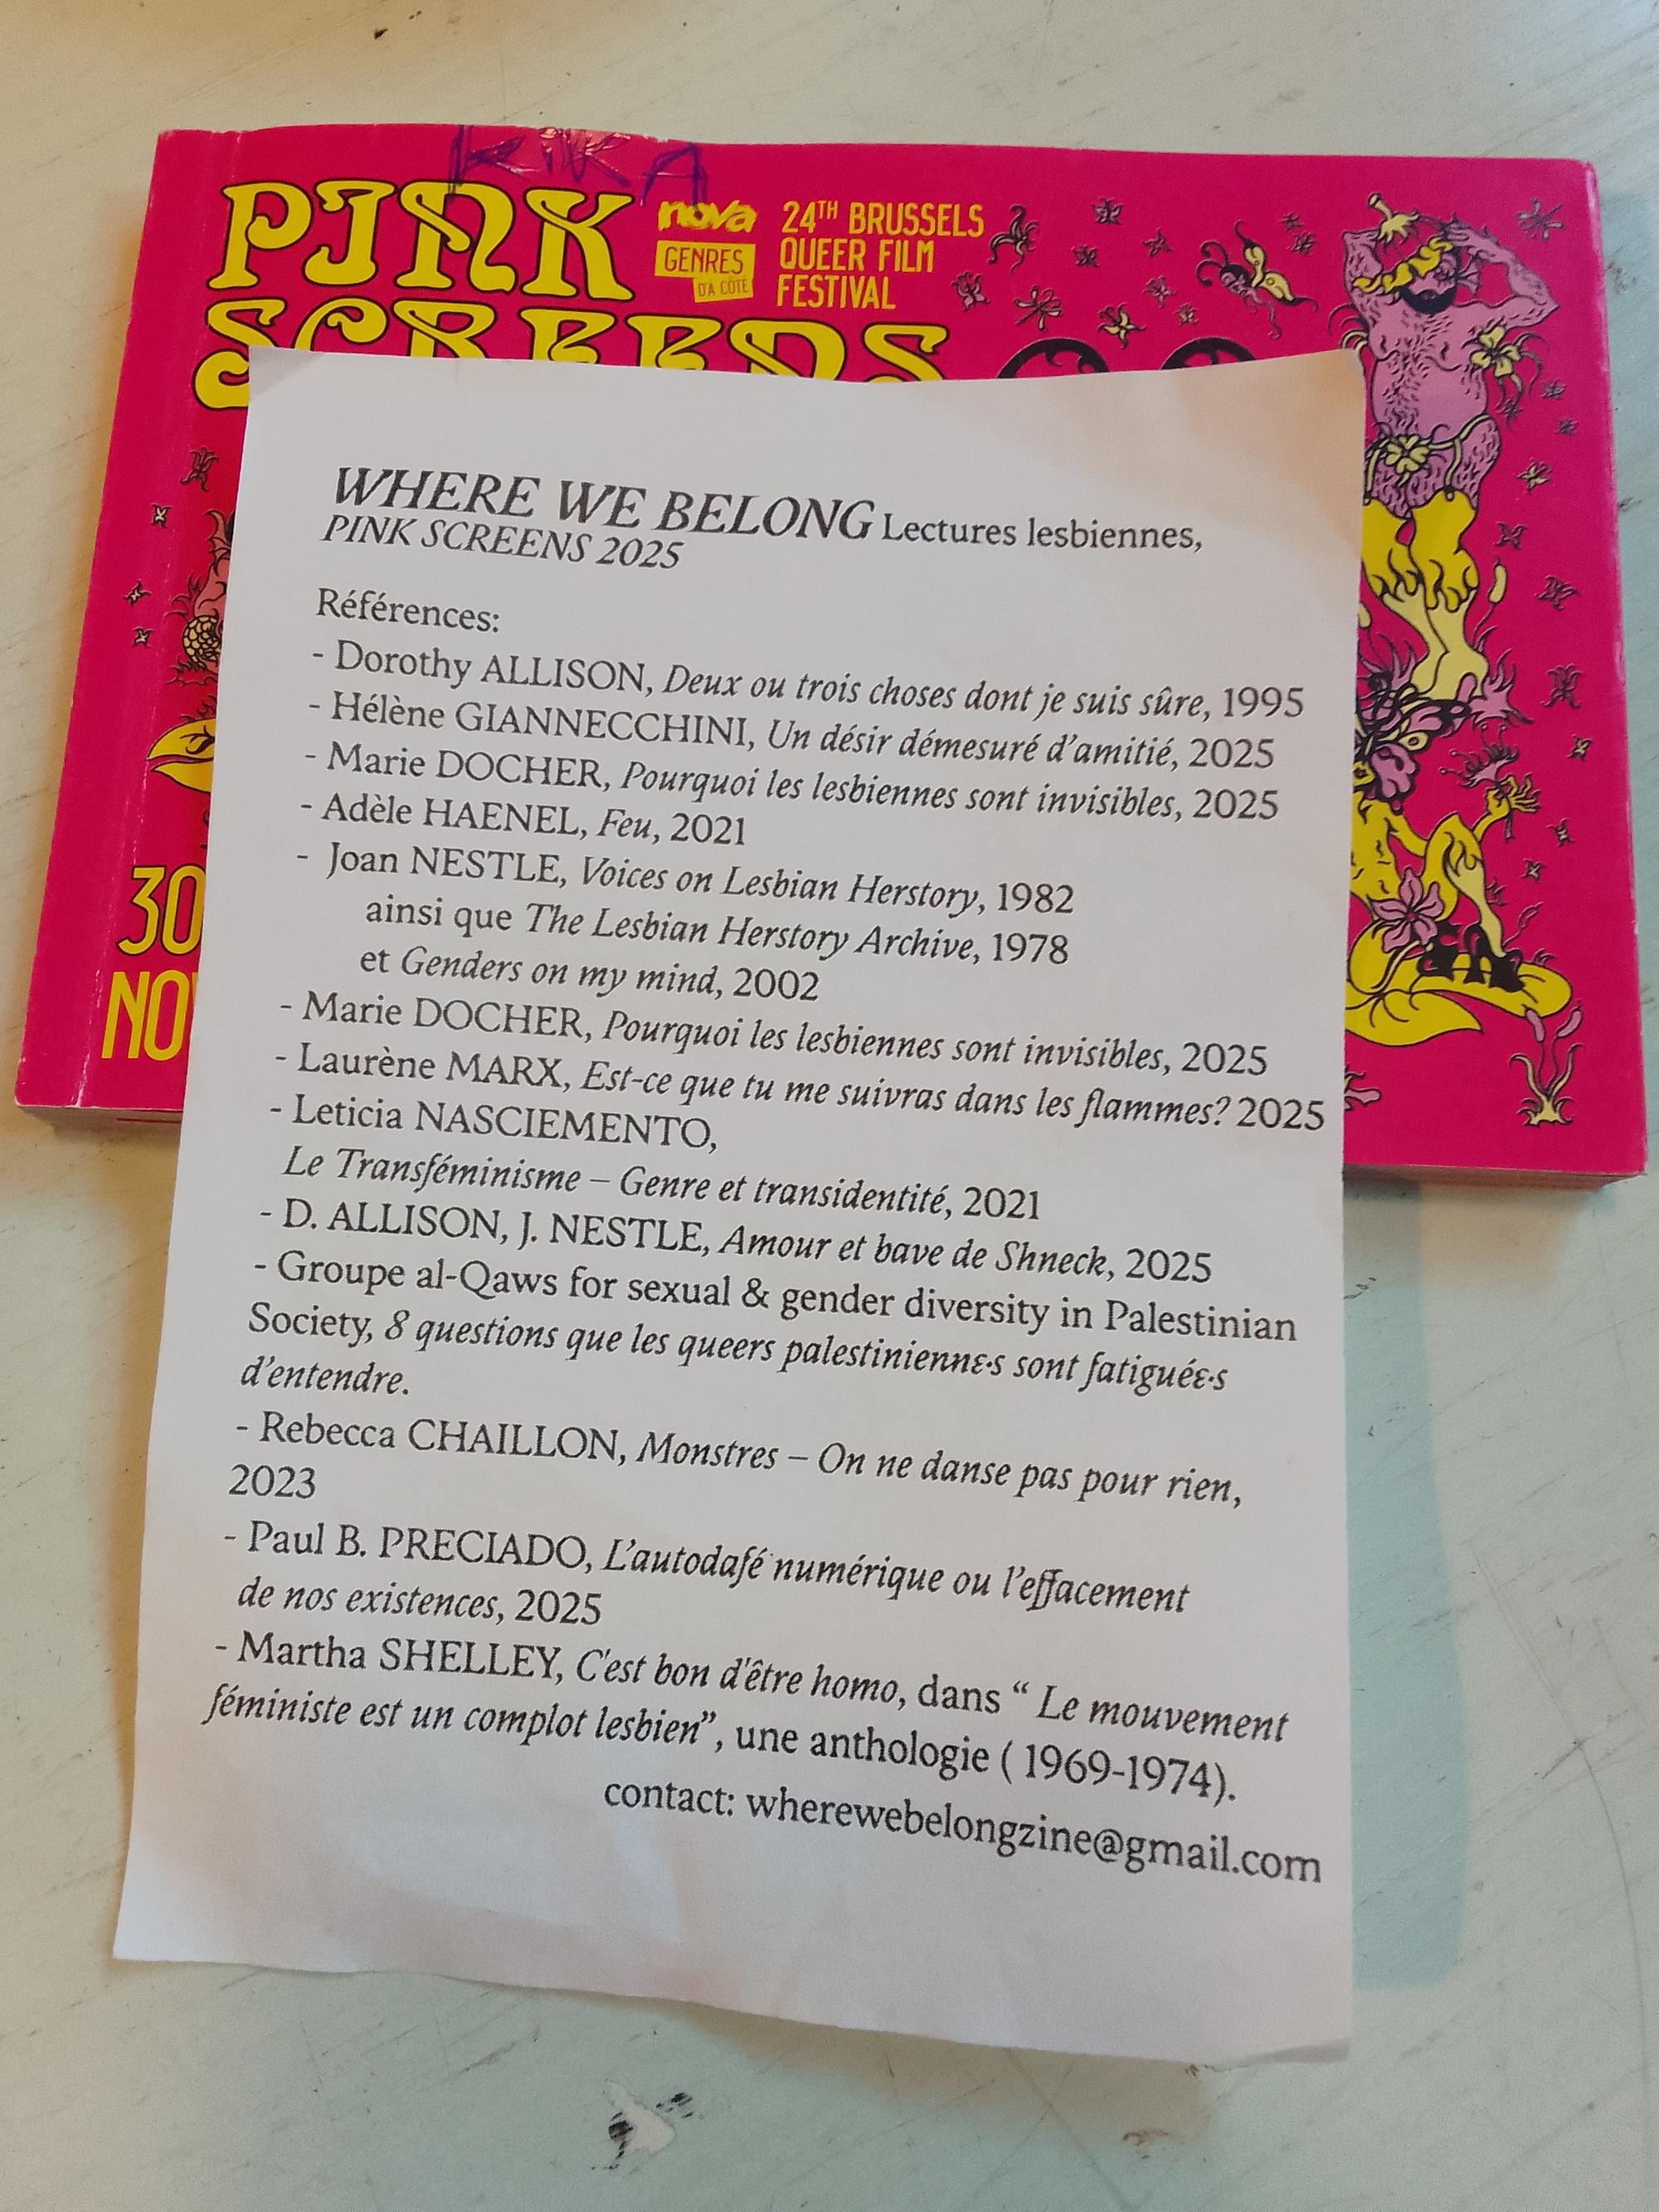 KiKA
PINK
nova
GENRES
D'À CÔTÉ
24TH BRUSSELS
QUEER FILM
FESTIVAL
SCREENS
30
NO
WHERE WE BELONG Lectures lesbiennes,
PINK SCREENS 2025
Références:
- Dorothy ALLISON, Deux ou trois choses dont je suis sûre, 1995
- Hélène GIANNECCHINI, Un désir démesuré d'amitié, 2025
- Marie DOCHER, Pourquoi les lesbiennes sont invisibles, 2025
- Adèle HAENEL, Feu, 2021
- Joan NESTLE, Voices on Lesbian Herstory, 1982
ainsi que The Lesbian Herstory Archive, 1978
et Genders on my mind, 2002
- Marie DOCHER, Pourquoi les lesbiennes sont invisibles, 2025
- Laurène MARX, Est-ce que tu me suivras dans les flammes? 2025
- Leticia NASCIEMENTO,
Le Transféminisme – Genre et transidentité, 2021
- D. ALLISON, J. NESTLE, Amour et bave de Shneck, 2025
- Groupe al-Qaws for sexual & gender diversity in Palestinian
Society, 8 questions que les queers palestiniennɛ·s sont fatiguéɛ·s
d'entendre.
- Rebecca CHAILLON, Monstres – On ne danse pas pour rien,
2023
- Paul B. PRECIADO, L'autodafé numérique ou l'effacement
de nos existences, 2025
- Martha SHELLEY, C'est bon d'être homo, dans “ Le mouvement
féministe est un complot lesbien”, une anthologie ( 1969-1974).
contact: wherewebelongzine@gmail.com